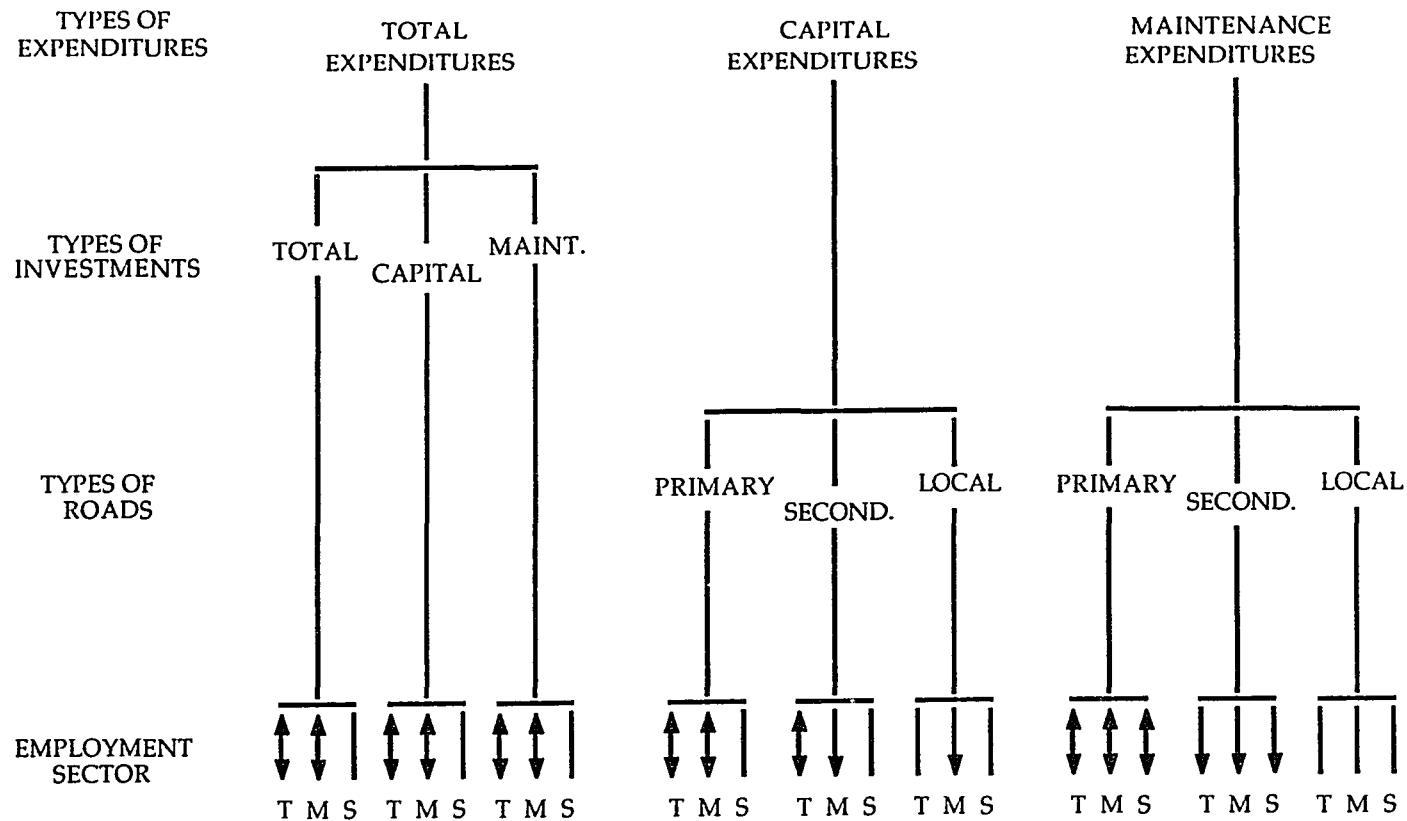 TYPES OF
EXPENDITURES
TOTAL
EXPENDITURES
CAPITAL
EXPENDITURES
MAINTENANCE
EXPENDITURES
TYPES OF
INVESTMENTS
TOTAL
CAPITAL
MAINT.
TYPES OF
ROADS
PRIMARY
SECOND.
LOCAL
PRIMARY
SECOND.
LOCAL
EMPLOYMENT
SECTOR
T M S T M S T M S T M S T M S T M S T M S T M S T M S